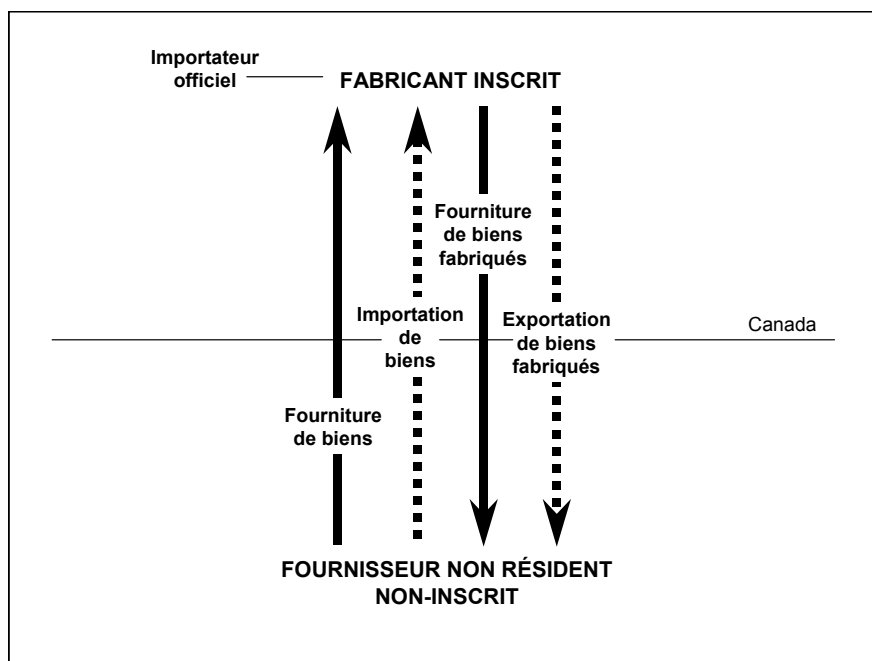 Importateur
officiel
FABRICANT INSCRIT
Fourniture
de biens
fabriqués
Importation
de
biens
Exportation
de biens
fabriqués
Canada
Fourniture
de biens
FOURNISSEUR NON RÉSIDENT
NON-INSCRIT